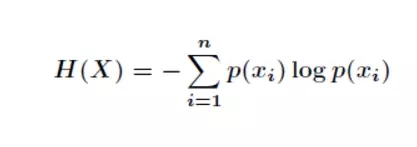 H(X) = −∑_{i=1}^{n} p(x_i) log p(x_i)